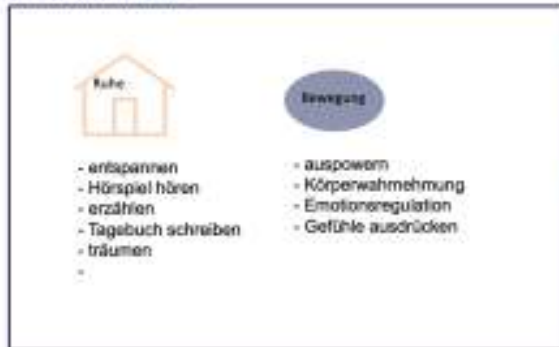 Ruhe
- entspannen
- Hörspiel hören
- erzählen
- Tagebuch schreiben
- träumen
-
Bewegung
- auspowern
- Körperwahrnehmung
- Emotionsregulation
- Gefühle ausdrücken